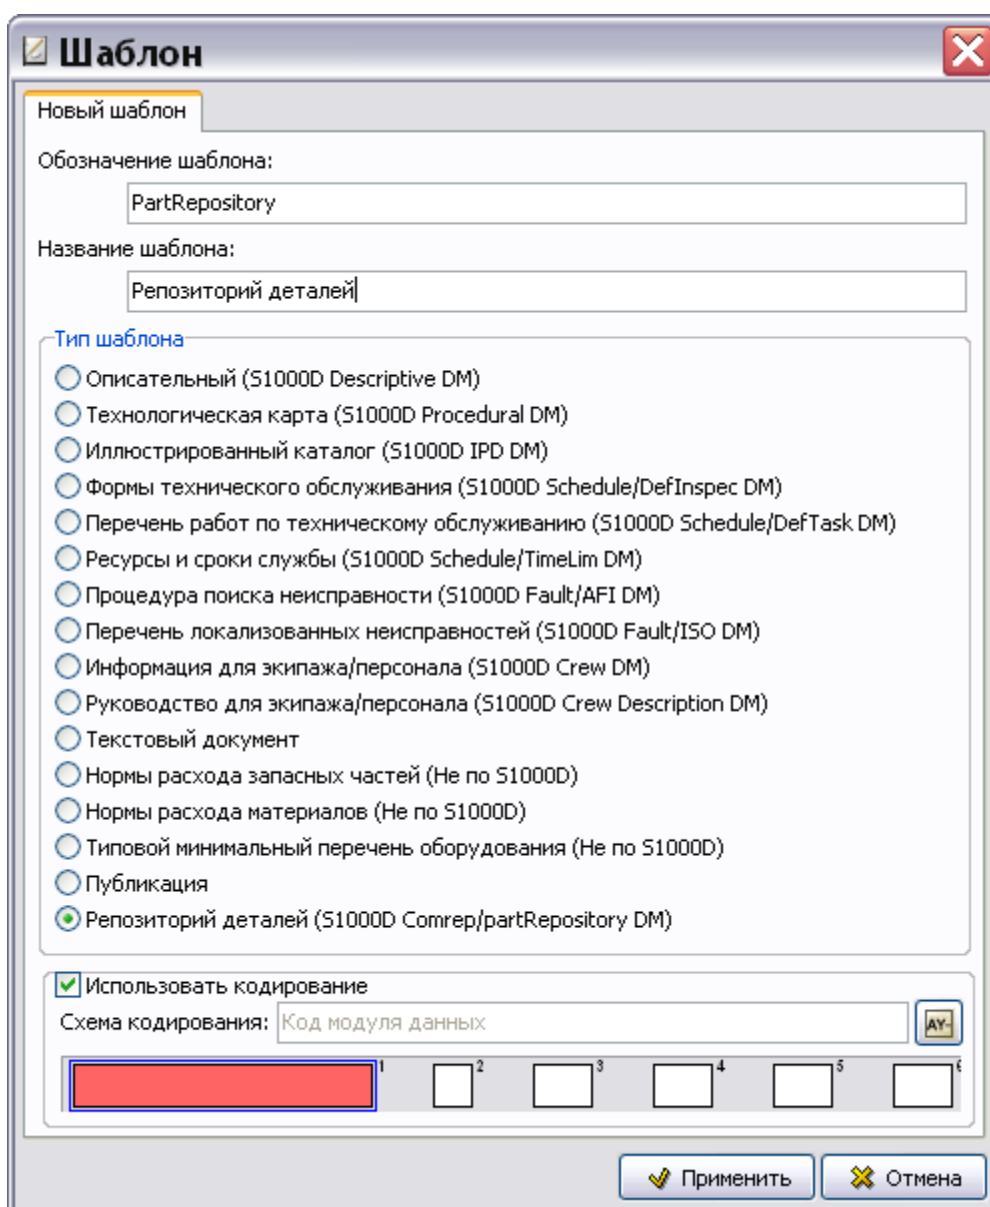 Шаблон
Новый шаблон
Обозначение шаблона:
PartRepository
Название шаблона:
Репозиторий деталей
Тип шаблона
Описательный (S1000D Descriptive DM)
Технологическая карта (S1000D Procedural DM)
Иллюстрированный каталог (S1000D IPD DM)
Формы технического обслуживания (S1000D Schedule/DefInspec DM)
Перечень работ по техническому обслуживанию (S1000D Schedule/DefTask DM)
Ресурсы и сроки службы (S1000D Schedule/TimeLim DM)
Процедура поиска неисправности (S1000D Fault/AFI DM)
Перечень локализованных неисправностей (S1000D Fault/ISO DM)
Информация для экипажа/персонала (S1000D Crew DM)
Руководство для экипажа/персонала (S1000D Crew Description DM)
Текстовый документ
Нормы расхода запасных частей (Не по S1000D)
Нормы расхода материалов (Не по S1000D)
Типовой минимальный перечень оборудования (Не по S1000D)
Публикация
Репозиторий деталей (S1000D Comrep/partRepository DM)
Использовать кодирование
Схема кодирования: Код модуля данных AY-
1 2 3 4 5 6
Применить Отмена